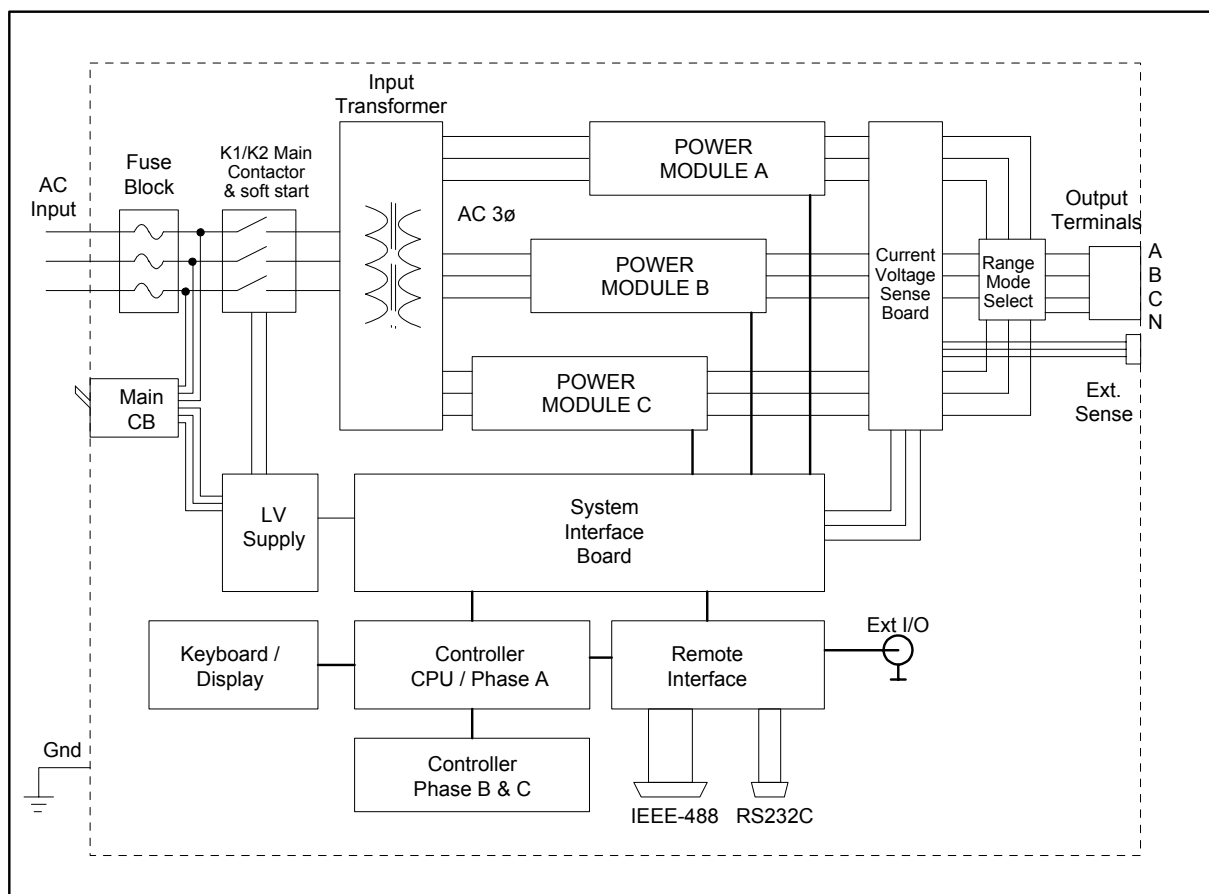 Input
Transformer
K1/K2 Main
Contactor
& soft start
Fuse
Block
AC
Input
POWER
MODULE A
AC 3ø
POWER
MODULE B
POWER
MODULE C
Current
Voltage
Sense
Board
Range
Mode
Select
Output
Terminals
A
B
C
N
Ext.
Sense
Main
CB
LV
Supply
System
Interface
Board
Keyboard /
Display
Controller
CPU / Phase A
Remote
Interface
Ext I/O
Gnd
Controller
Phase B & C
IEEE-488
RS232C